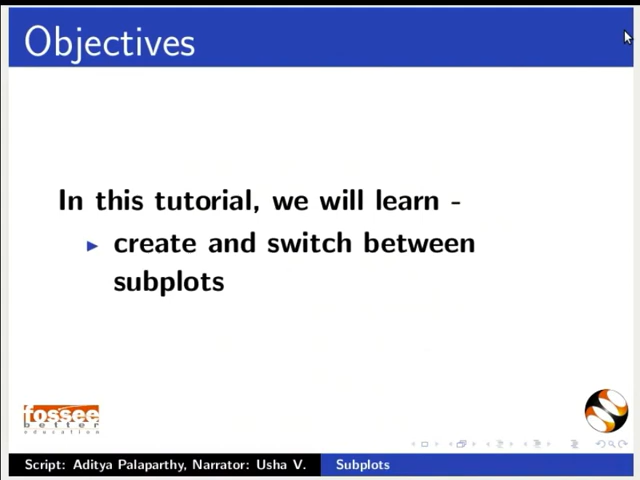 Objectives
In this tutorial, we will learn -
create and switch between
subplots
fossee
better
education
Script: Aditya Palaparthy, Narrator: Usha V. Subplots